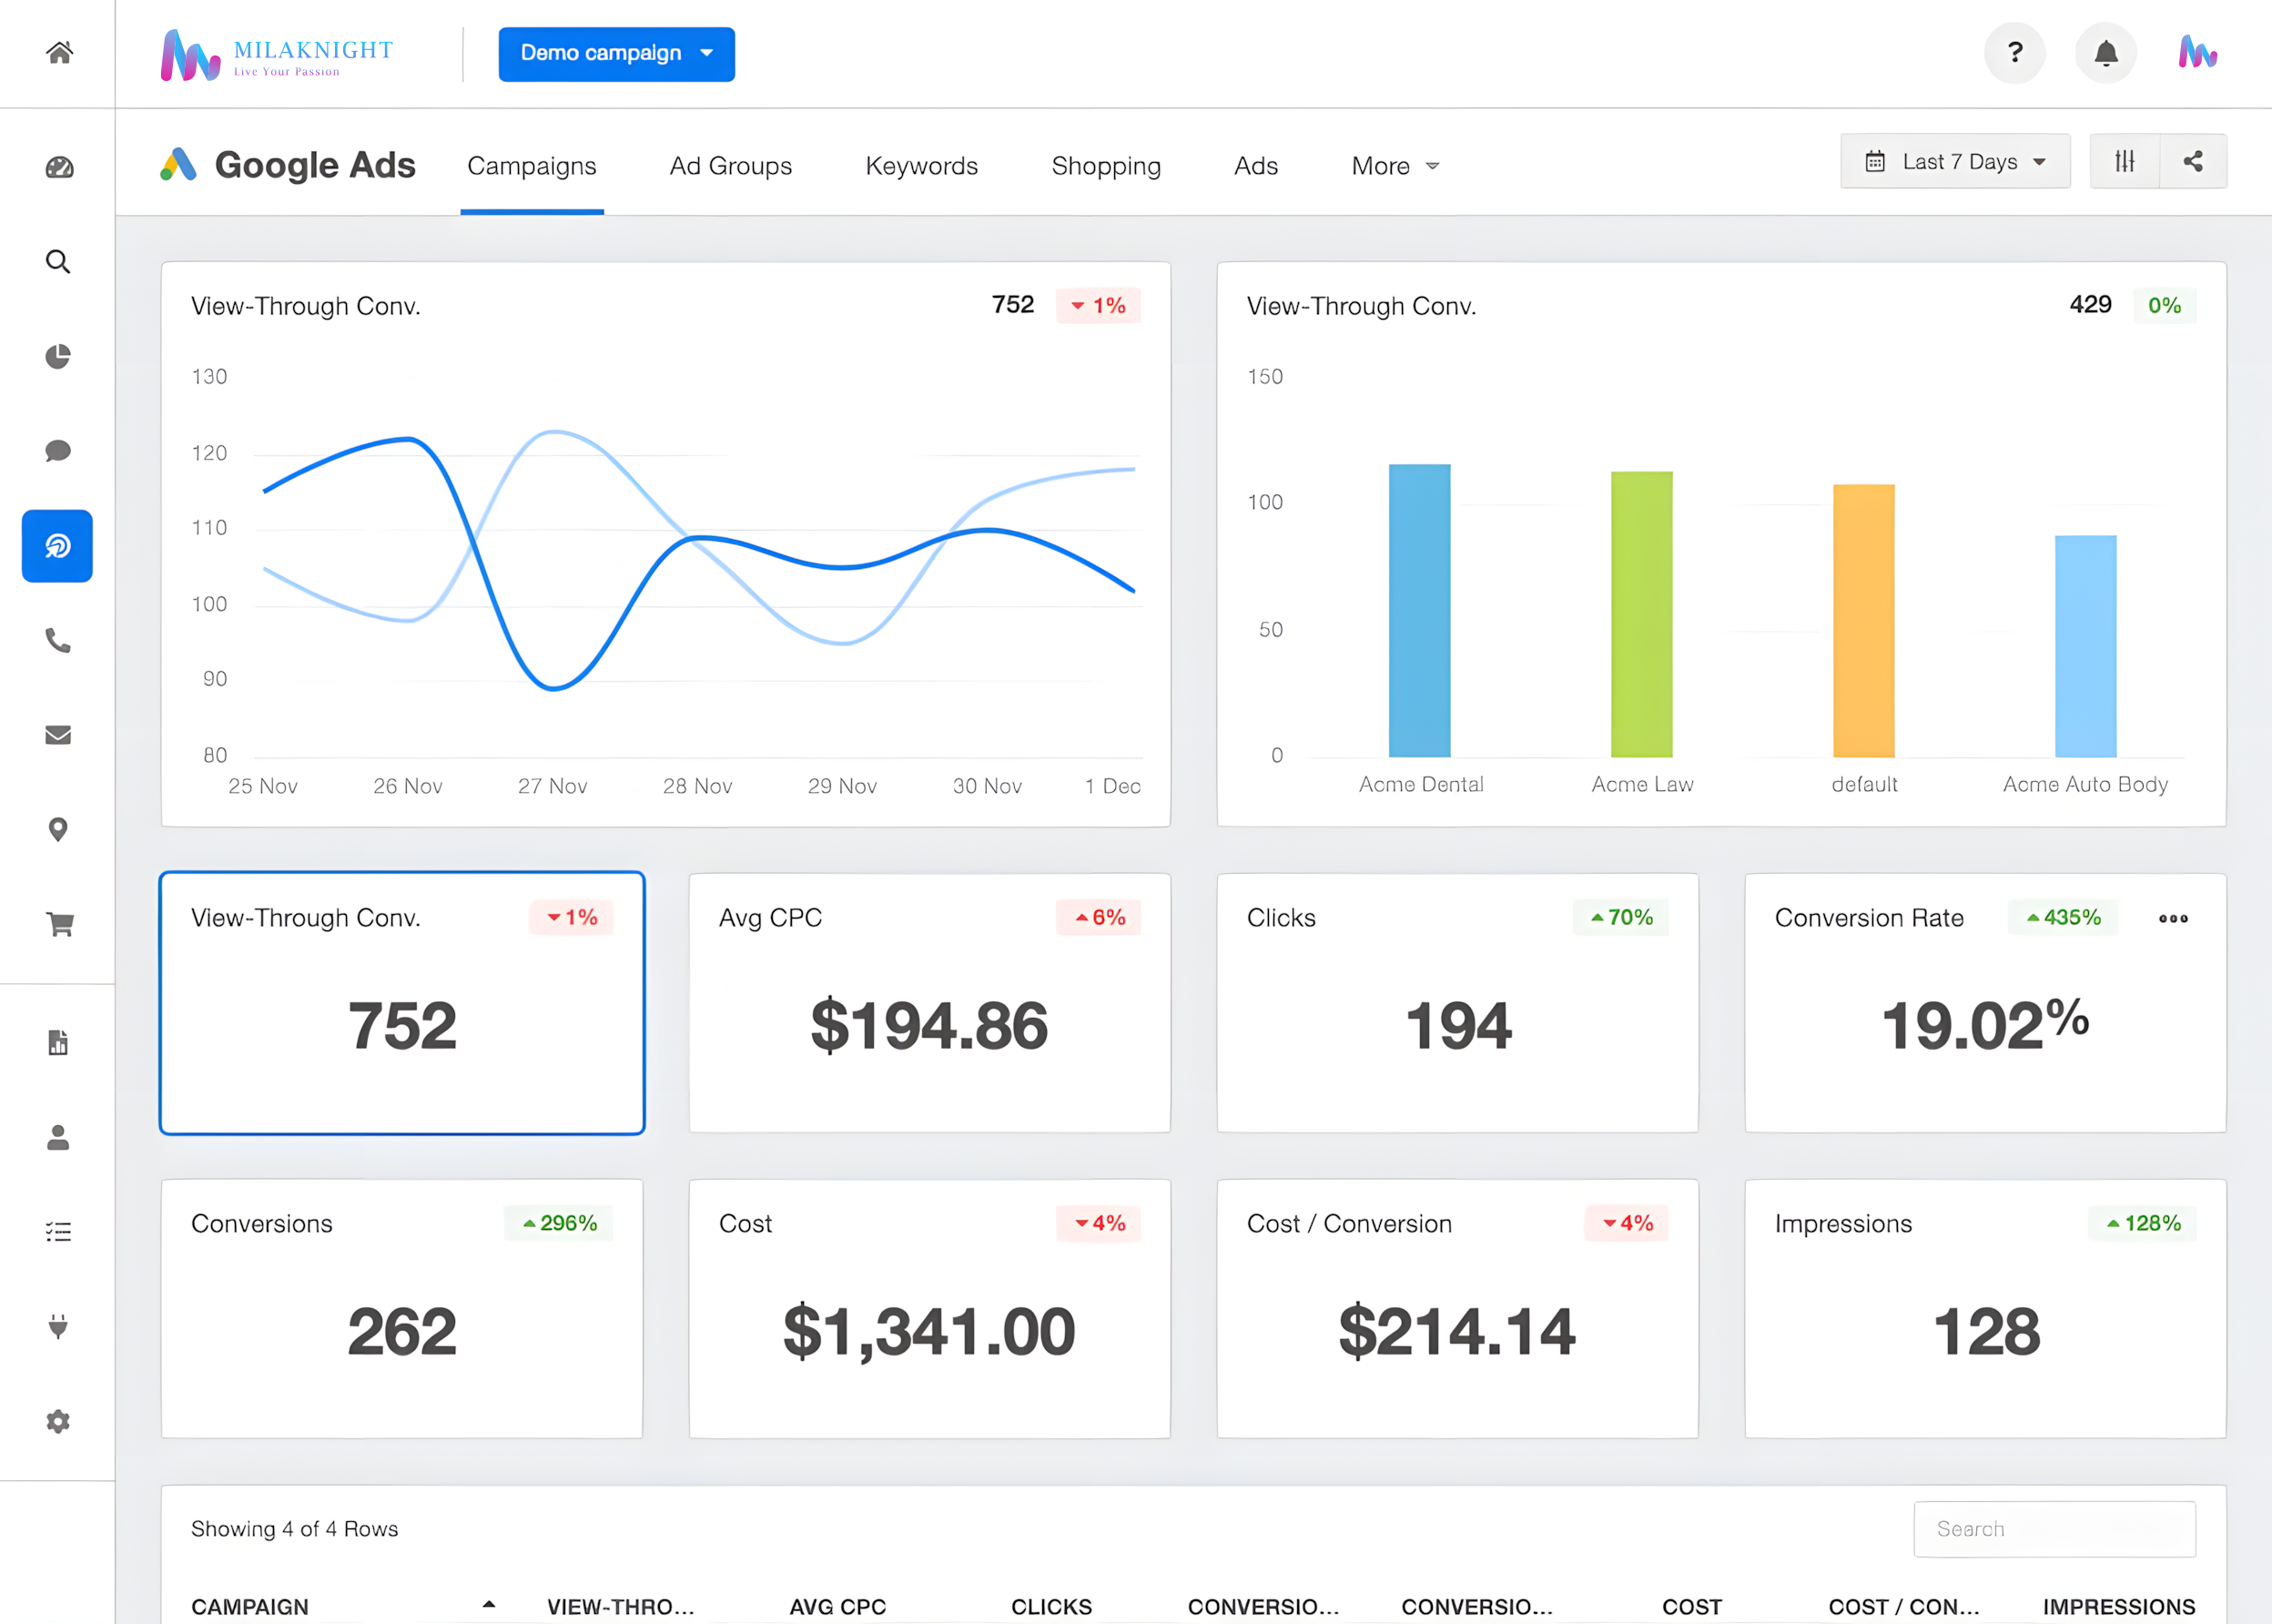 MILAKNIGHT
Live Your Passion
Demo campaign
?
Google Ads
Campaigns
Ad Groups
Keywords
Shopping
Ads
More
Last 7 Days
View-Through Conv.
752
1%
130
120
110
100
90
80
25 Nov
26 Nov
27 Nov
28 Nov
29 Nov
30 Nov
1 Dec
View-Through Conv.
429
0%
150
100
50
0
Acme Dental
Acme Law
default
Acme Auto Body
View-Through Conv.
1%
752
Avg CPC
6%
$194.86
Clicks
70%
194
Conversion Rate
435%
19.02%
Conversions
296%
262
Cost
4%
$1,341.00
Cost / Conversion
4%
$214.14
Impressions
128%
128
Showing 4 of 4 Rows
Search
CAMPAIGN
VIEW-THRO...
AVG CPC
CLICKS
CONVERSIO...
CONVERSIO...
COST
COST / CON...
IMPRESSIONS